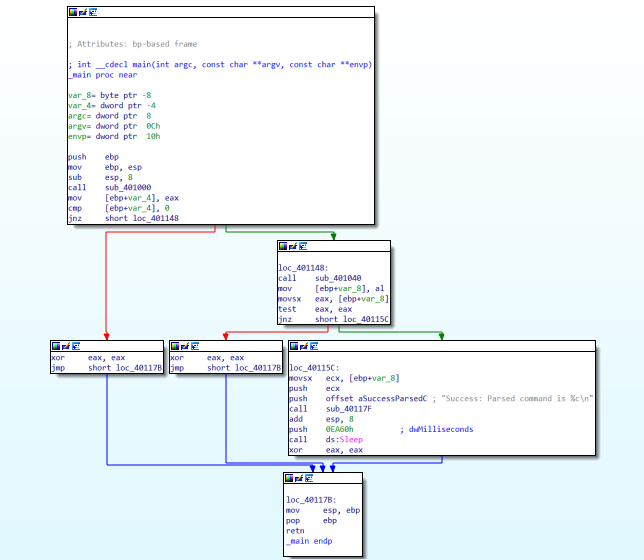 ; Attributes: bp-based frame
; int __cdecl main(int argc, const char **argv, const char **envp)
_main proc near
var_8= byte ptr -8
var_4= dword ptr -4
argc= dword ptr  8
argv= dword ptr  0Ch
envp= dword ptr  10h
push    ebp
mov     ebp, esp
sub     esp, 8
call    sub_401000
mov     [ebp+var_4], eax
cmp     [ebp+var_4], 0
jnz     short loc_401148
loc_401148:
call    sub_401040
mov     [ebp+var_8], al
movsx   eax, [ebp+var_8]
test    eax, eax
jnz     short loc_40115C
xor     eax, eax
jmp     short loc_40117B
xor     eax, eax
jmp     short loc_40117B
loc_40115C:
movsx   ecx, [ebp+var_8]
push    ecx
push    offset aSuccessParsedC ; "Success: Parsed command is %c\n"
call    sub_40117F
add     esp, 8
push    0EA60h          ; dwMilliseconds
call    ds:Sleep
xor     eax, eax
loc_40117B:
mov     esp, ebp
pop     ebp
retn
_main endp